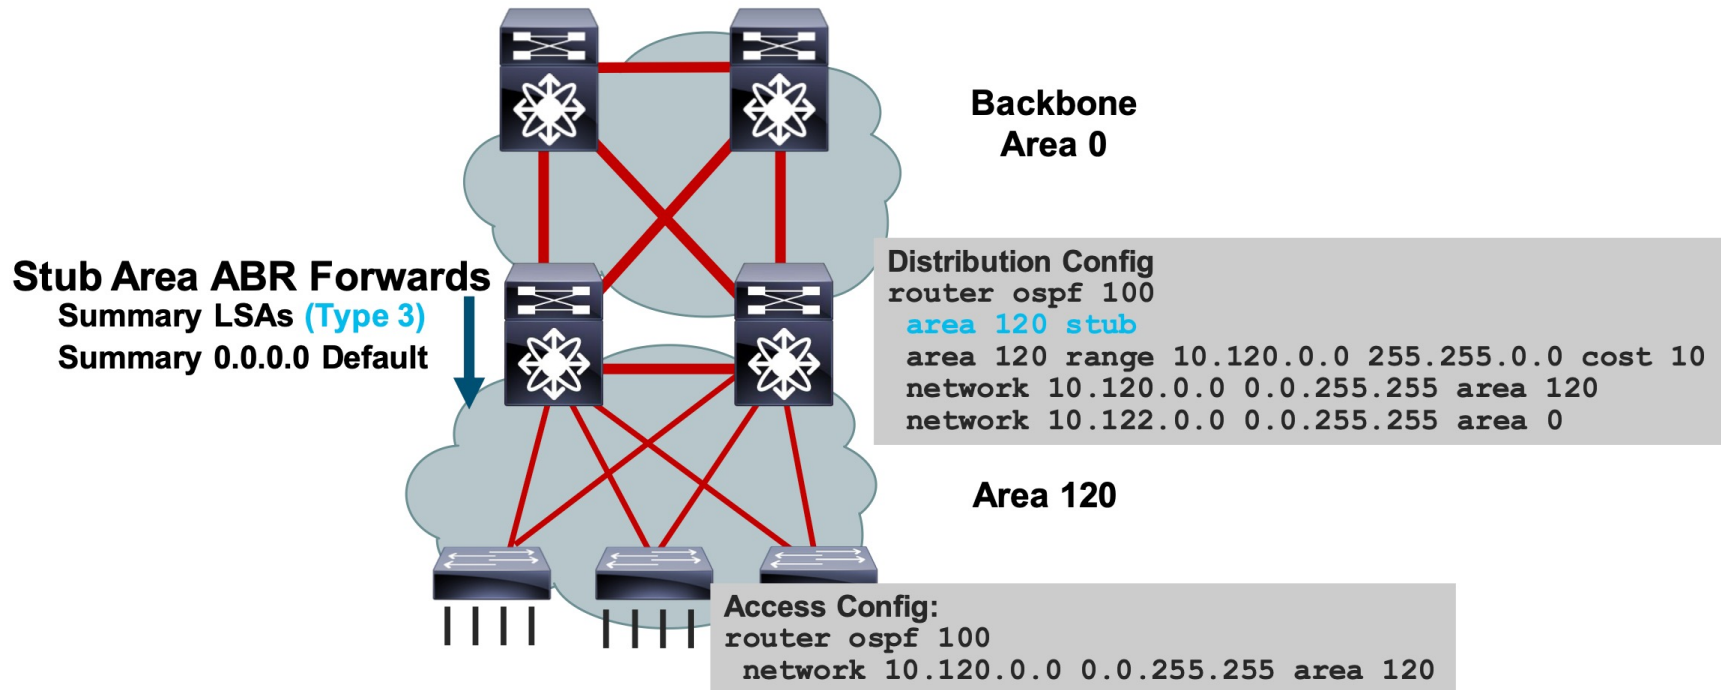 Backbone
Area 0
Stub Area ABR Forwards
Summary LSAs (Type 3)
Summary 0.0.0.0 Default
Distribution Config
router ospf 100
area 120 stub
area 120 range 10.120.0.0 255.255.0.0 cost 10
network 10.120.0.0 0.0.255.255 area 120
network 10.122.0.0 0.0.255.255 area 0
Area 120
Access Config:
router ospf 100
network 10.120.0.0 0.0.255.255 area 120